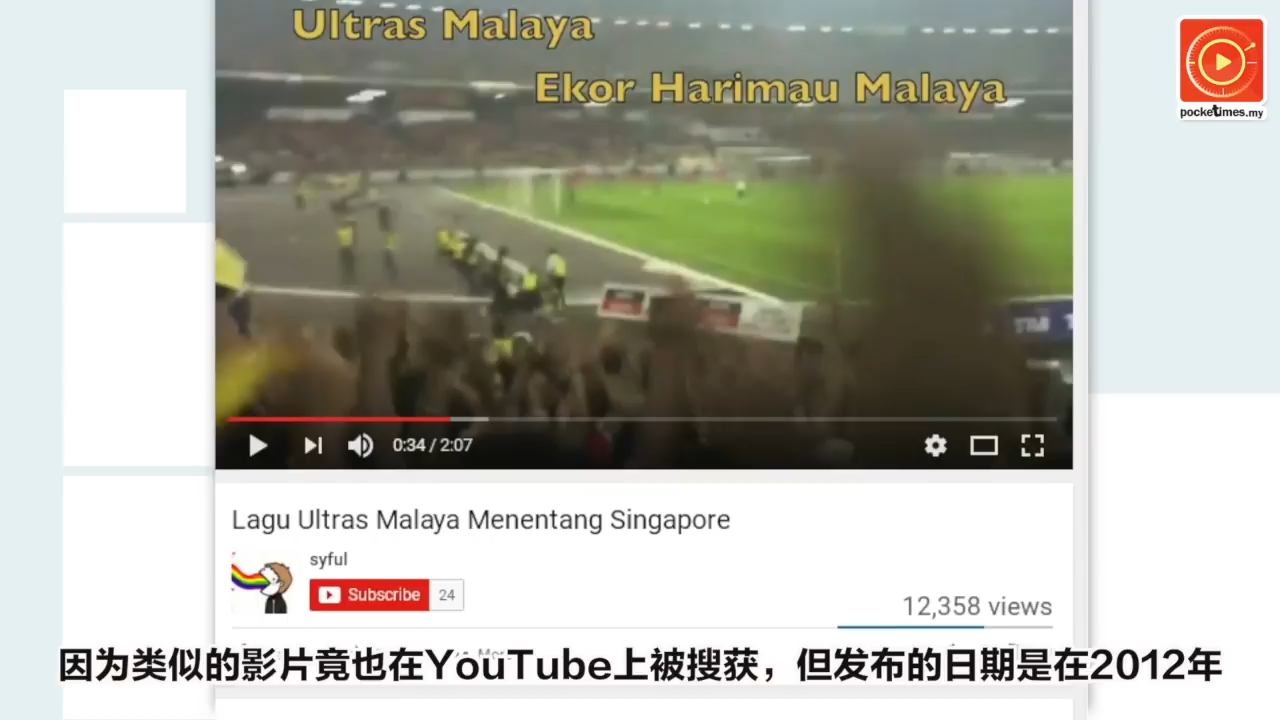 Ultras Malaya
Ekor Harimau Malaya
pocketimes.my
TM
0:34 / 2:07
Lagu Ultras Malaya Menentang Singapore
syful
Subscribe 24
12,358 views
因为类似的影片竟也在YouTube上被搜获，但发布的日期是在2012年